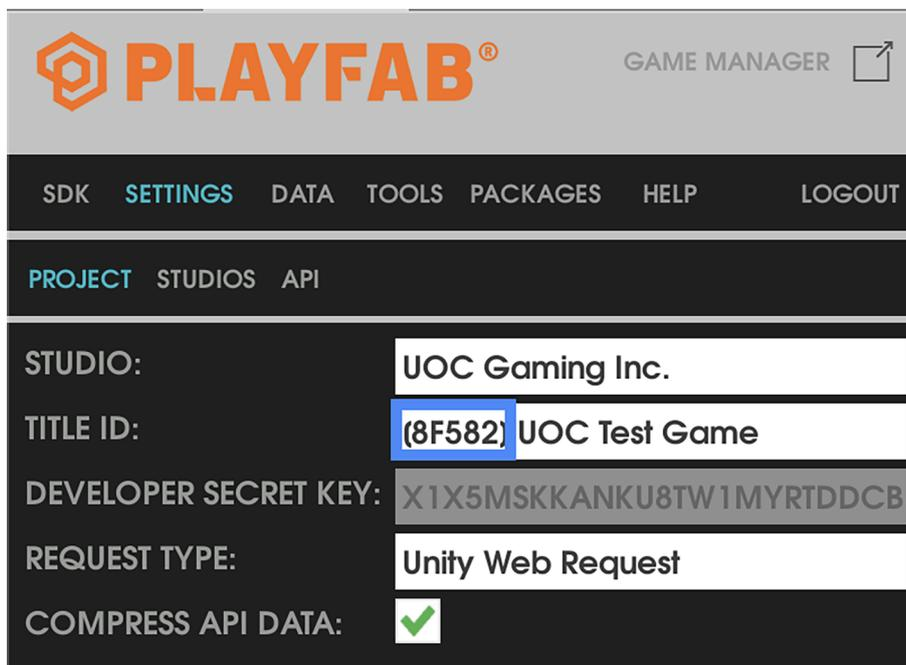 PLAYFAB®
GAME MANAGER
SDK SETTINGS DATA TOOLS PACKAGES HELP LOGOUT
PROJECT STUDIOS API
STUDIO: UOC Gaming Inc.
TITLE ID: (8F582) UOC Test Game
DEVELOPER SECRET KEY: X1X5MSKKANKU8TW1MYRTDDCB
REQUEST TYPE: Unity Web Request
COMPRESS API DATA: